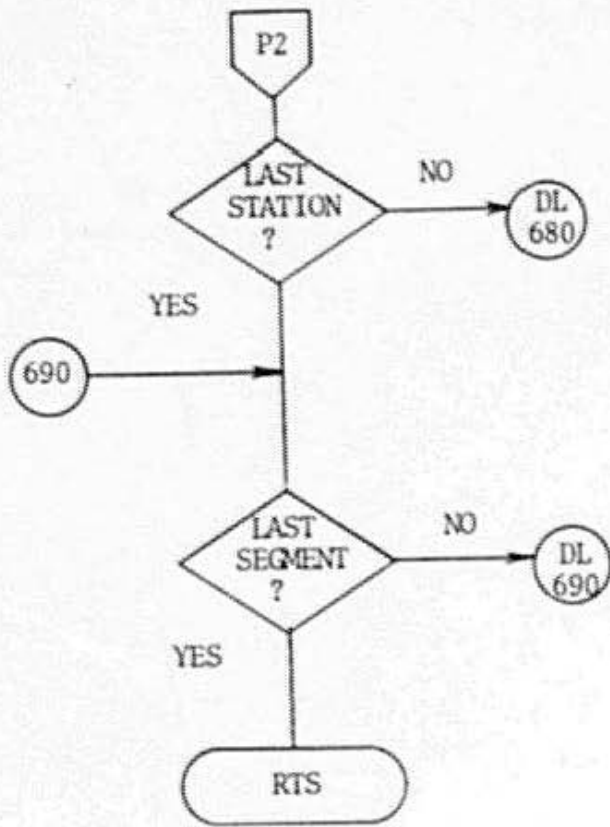 P2
LAST
STATION
?
NO
DL
680
YES
690
LAST
SEGMENT
?
NO
DL
690
YES
RTS